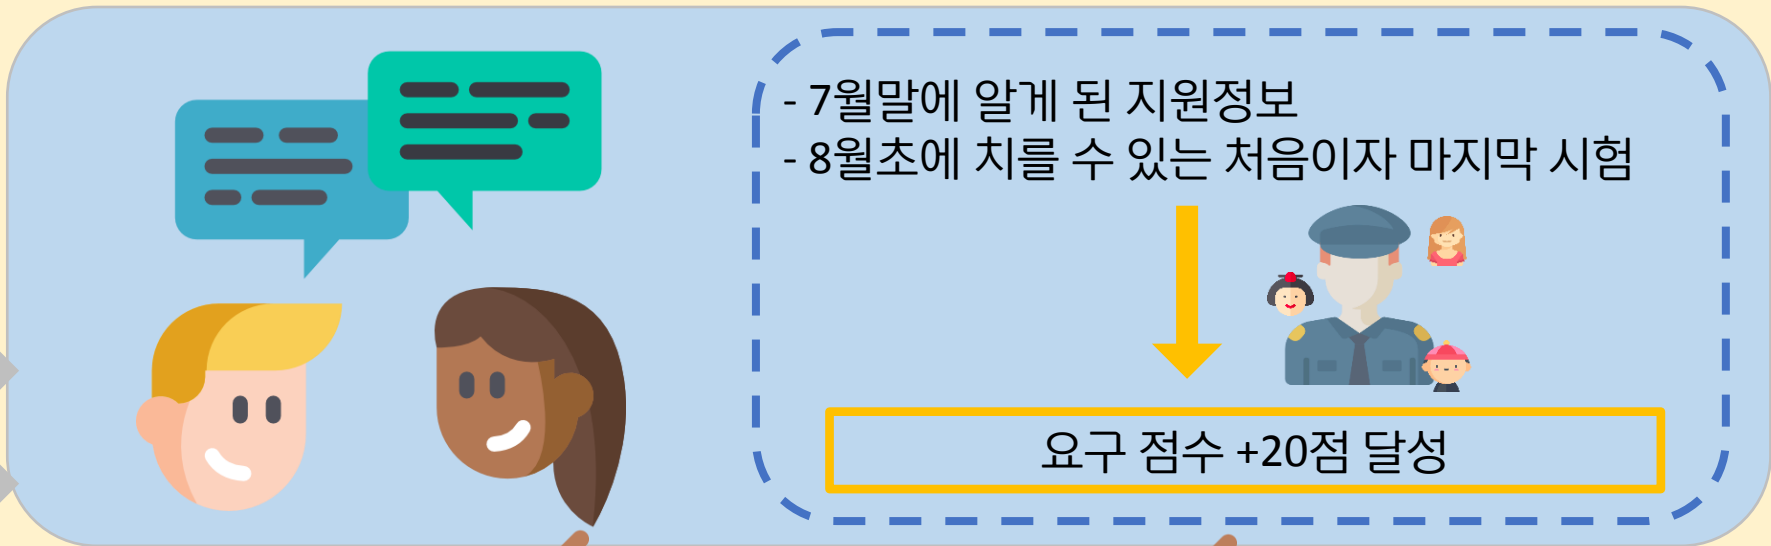 - 7월말에 알게 된 지원정보
- 8월초에 치를 수 있는 처음이자 마지막 시험
요구 점수 +20점 달성